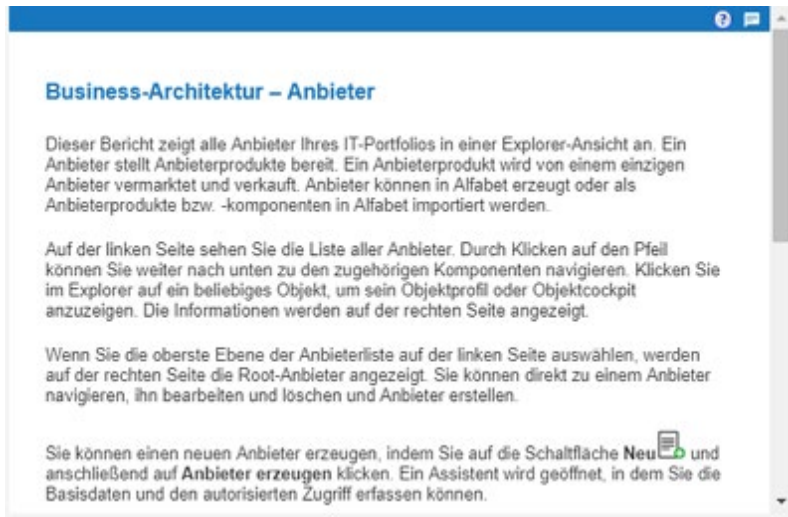 Business-Architektur – Anbieter
Dieser Bericht zeigt alle Anbieter Ihres IT-Portfolios in einer Explorer-Ansicht an. Ein
Anbieter stellt Anbieterprodukte bereit. Ein Anbieterprodukt wird von einem einzigen
Anbieter vermarktet und verkauft. Anbieter können in Alfabet erzeugt oder als
Anbieterprodukte bzw. -komponenten in Alfabet importiert werden.
Auf der linken Seite sehen Sie die Liste aller Anbieter. Durch Klicken auf den Pfeil
können Sie weiter nach unten zu den zugehörigen Komponenten navigieren. Klicken Sie
im Explorer auf ein beliebiges Objekt, um sein Objektprofil oder Objektcockpit
anzuzeigen. Die Informationen werden auf der rechten Seite angezeigt.
Wenn Sie die oberste Ebene der Anbieterliste auf der linken Seite auswählen, werden
auf der rechten Seite die Root-Anbieter angezeigt. Sie können direkt zu einem Anbieter
navigieren, ihn bearbeiten und löschen und Anbieter erstellen.
Sie können einen neuen Anbieter erzeugen, indem Sie auf die Schaltfläche Neu und
anschließend auf Anbieter erzeugen klicken. Ein Assistent wird geöffnet, in dem Sie die
Basisdaten und den autorisierten Zugriff erfassen können.